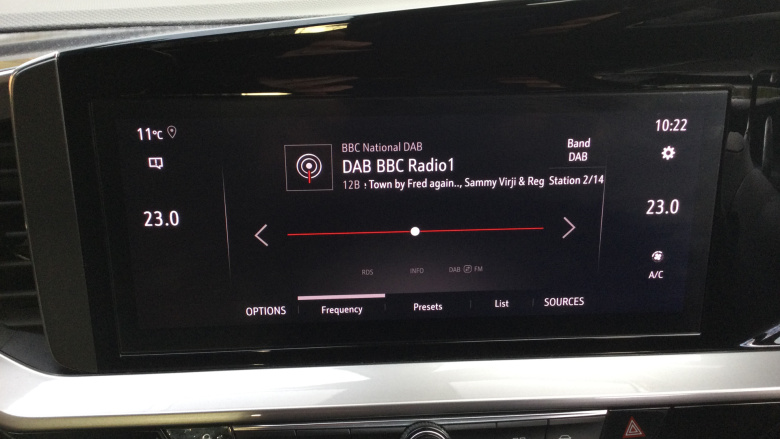 11°C
10:22
BBC National DAB
Band
DAB
DAB BBC Radio1
12B : Town by Fred again.., Sammy Virji & Reg
Station 2/14
23.0
23.0
RDS
INFO
DAB FM
A/C
OPTIONS
Frequency
Presets
List
SOURCES